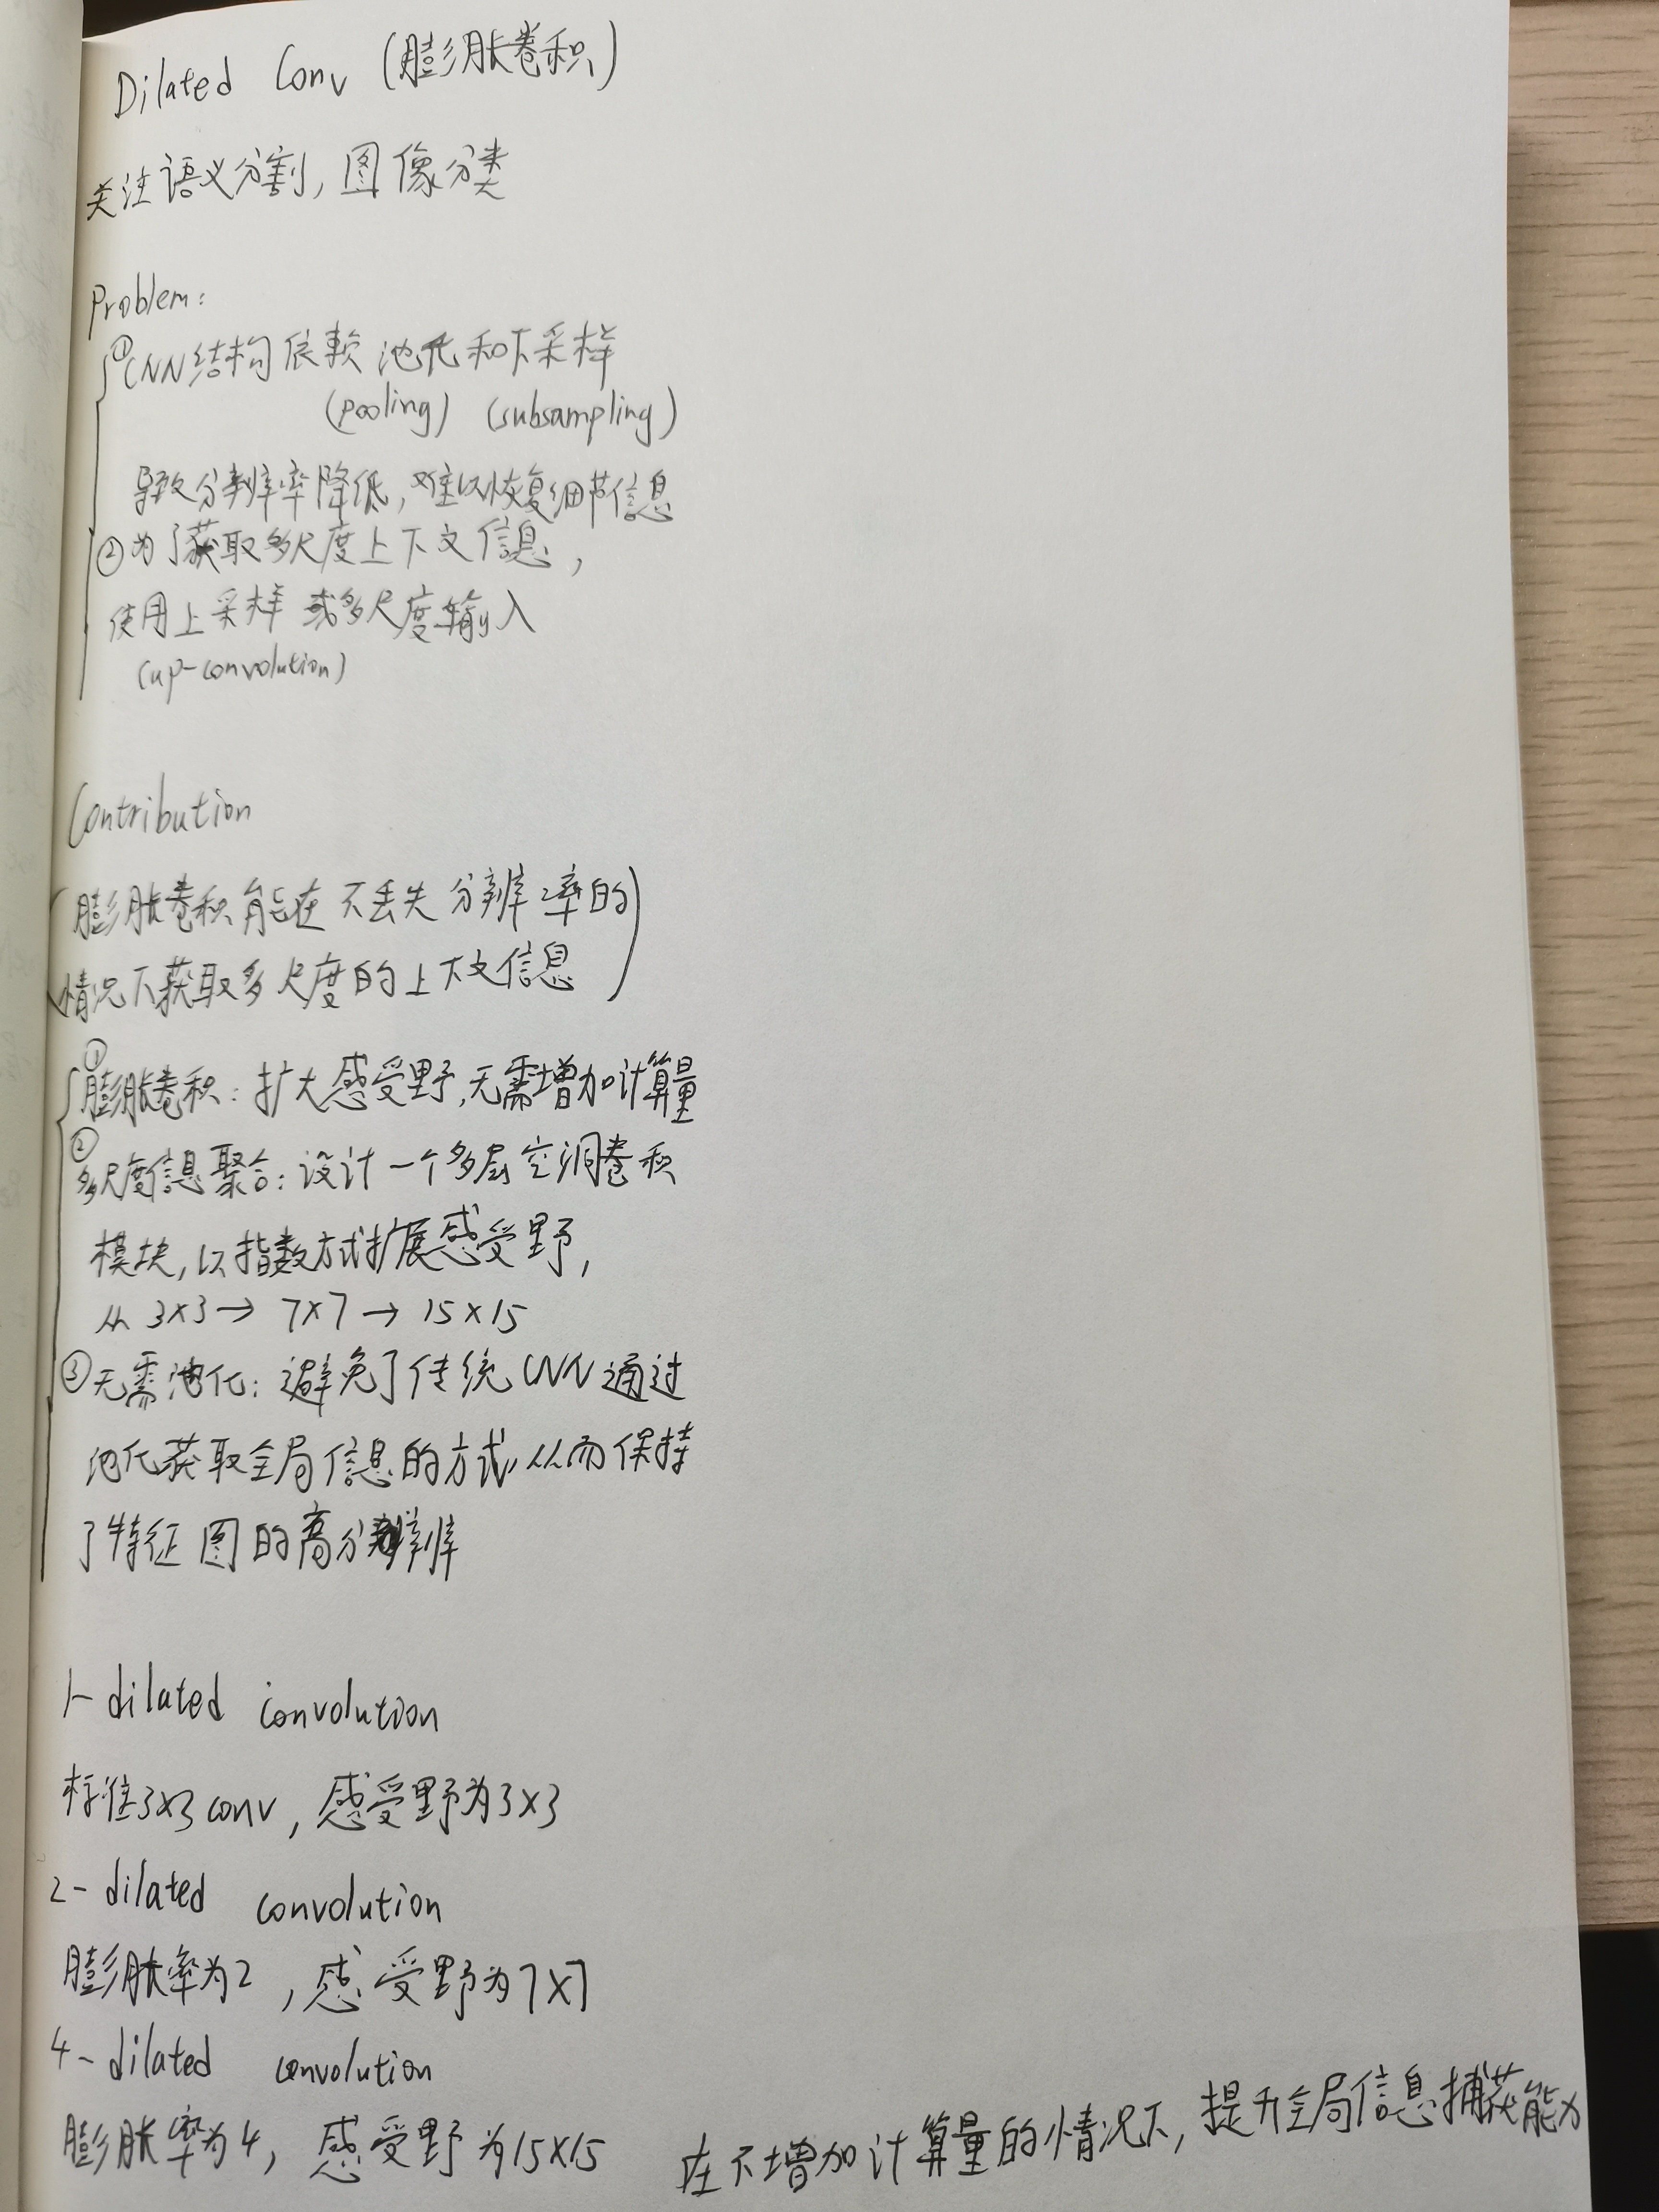 Dilated Conv (膨胀卷积)
关注语义分割, 图像分类
Problem:
①CNN结构依赖 池化和下采样
(pooling) (subsampling)
导致分辨率降低, 难以恢复细节信息
②为了获取多尺度上下文信息,
使用上采样 或多尺度输入
(up-convolution)
Contribution
(膨胀卷积能在不丢失分辨率的
情况下获取多尺度的上下文信息)
①膨胀卷积: 扩大感受野, 无需增加计算量
②多尺度信息聚合: 设计一个多层空洞卷积
模块, 以指数方式扩展感受野,
从 3×3 → 7×7 → 15×15
③无需池化: 避免了传统CNN通过
池化获取全局信息的方式, 从而保持
了特征图的高分辨
1-dilated convolution
标准3×3 conv, 感受野为3×3
2-dilated convolution
膨胀率为2, 感受野为7×7
4-dilated convolution
膨胀率为4, 感受野为15×15 在不增加计算量的情况下, 提升全局信息捕获能力